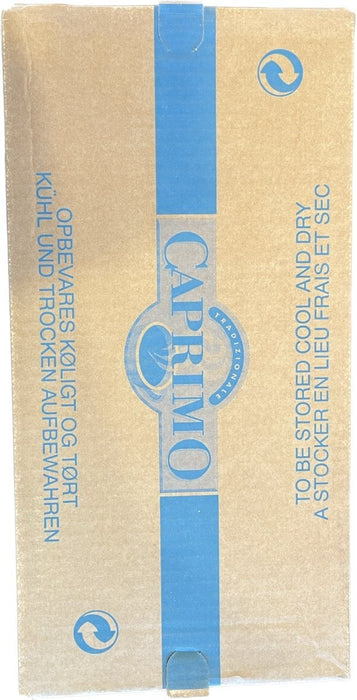 OPBEVARES KØLIGT OG TØRT
KÜHL UND TROCKEN AUFBEWAHREN
CAPRIMO
TRADIZIONALE
TO BE STORED COOL AND DRY
A STOCKER EN LIEU FRAIS ET SEC